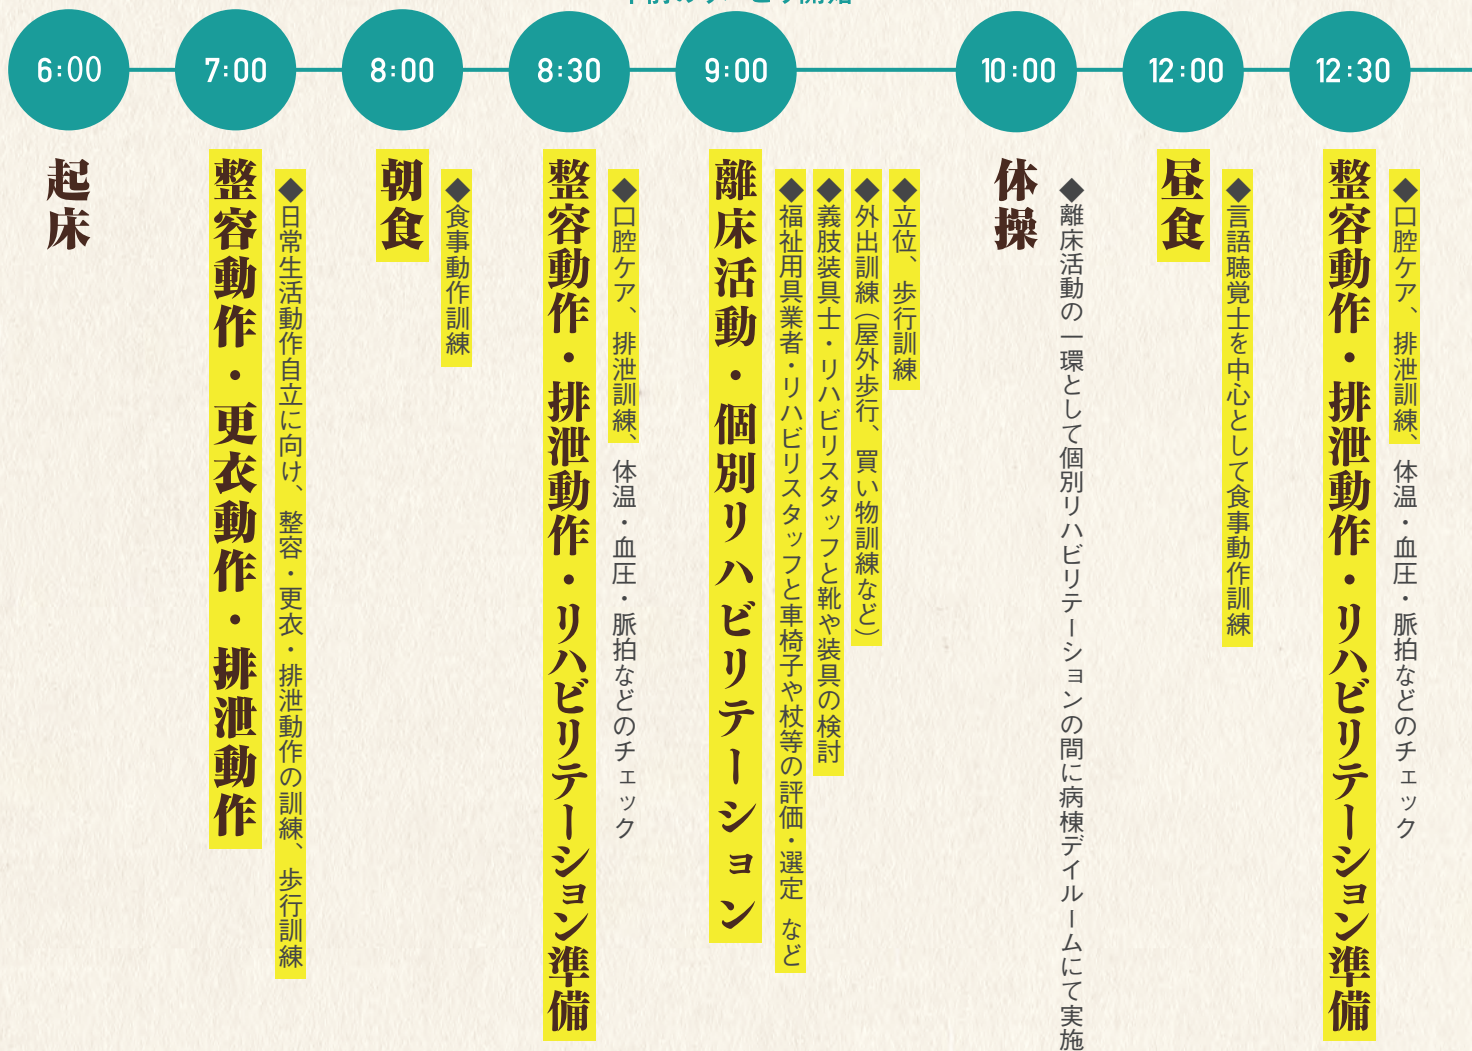 6:00
起床
7:00
整容動作・更衣動作・排泄動作
◆日常生活動作自立に向け、整容・更衣・排泄動作の訓練、歩行訓練
8:00
朝食
◆食事動作訓練
8:30
整容動作・排泄動作・リハビリテーション準備
◆口腔ケア、排泄訓練、体温・血圧・脈拍などのチェック
9:00
離床活動・個別リハビリテーション
◆立位、歩行訓練
◆外出訓練（屋外歩行、買い物訓練など）
◆義肢装具士・リハビリスタッフと靴や装具の検討
◆福祉用具業者・リハビリスタッフと車椅子や杖等の評価・選定 など
10:00
体操
◆離床活動の一環として個別リハビリテーションの間に病棟デイルームにて実施
12:00
昼食
◆言語聴覚士を中心として食事動作訓練
12:30
整容動作・排泄動作・リハビリテーション準備
◆口腔ケア、排泄訓練、体温・血圧・脈拍などのチェック